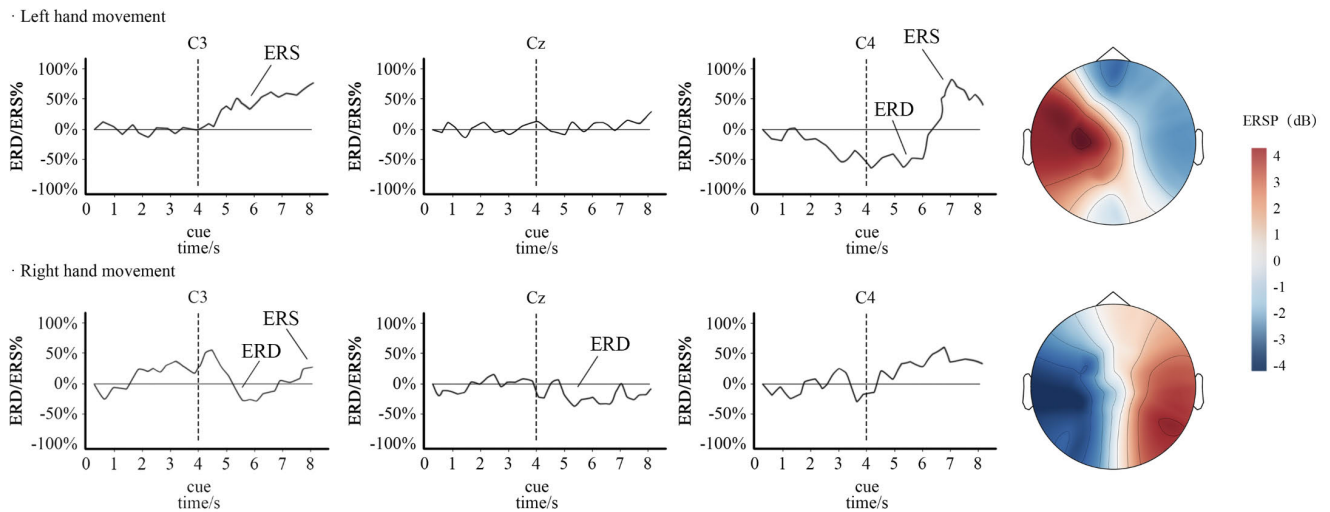 · Left hand movement
C3
ERS
ERD/ERS%
100%
50%
0%
-50%
-100%
0 1 2 3 4 5 6 7 8
cue
time/s
Cz
ERD/ERS%
100%
50%
0%
-50%
-100%
0 1 2 3 4 5 6 7 8
cue
time/s
C4
ERS
ERD
ERD/ERS%
100%
50%
0%
-50%
-100%
0 1 2 3 4 5 6 7 8
cue
time/s
ERSP (dB)
4
3
2
1
0
-1
-2
-3
-4
· Right hand movement
C3
ERS
ERD
ERD/ERS%
100%
50%
0%
-50%
-100%
0 1 2 3 4 5 6 7 8
cue
time/s
Cz
ERD
ERD/ERS%
100%
50%
0%
-50%
-100%
0 1 2 3 4 5 6 7 8
cue
time/s
C4
ERD/ERS%
100%
50%
0%
-50%
-100%
0 1 2 3 4 5 6 7 8
cue
time/s